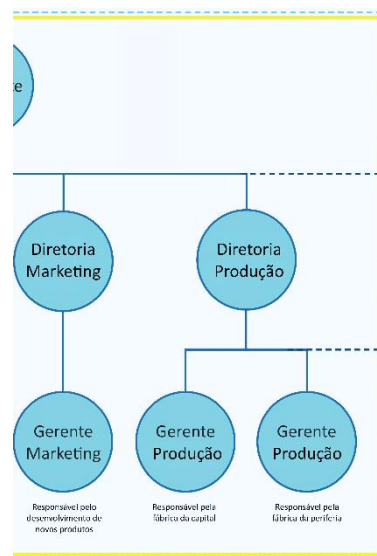 Diretoria
Marketing
Diretoria
Produção
Gerente
Marketing
Gerente
Produção
Gerente
Produção
Responsável pelo
desenvolvimento de
novos produtos
Responsável pela
fábrica da capital
Responsável pela
fábrica da periferia